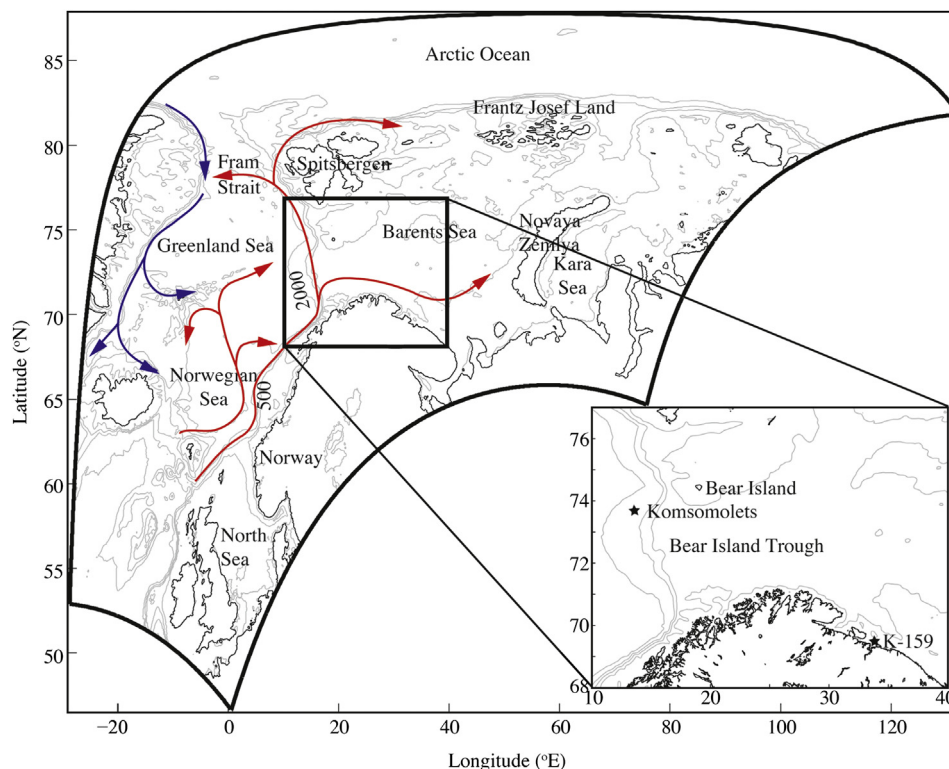 Arctic Ocean
Frantz Josef Land
Fram
Strait
Spitsbergen
Greenland Sea
Barents Sea
Novaya
Zemlya
Kara
Sea
2000
Norwegian
Sea
500
Norway
North
Sea
85
80
75
70
65
60
55
50
Latitude (°N)
−20
0
20
40
60
80
100
120
Longitude (°E)
76
74
72
70
68
10
20
30
40
Bear Island
Komsomolets
Bear Island Trough
K-159